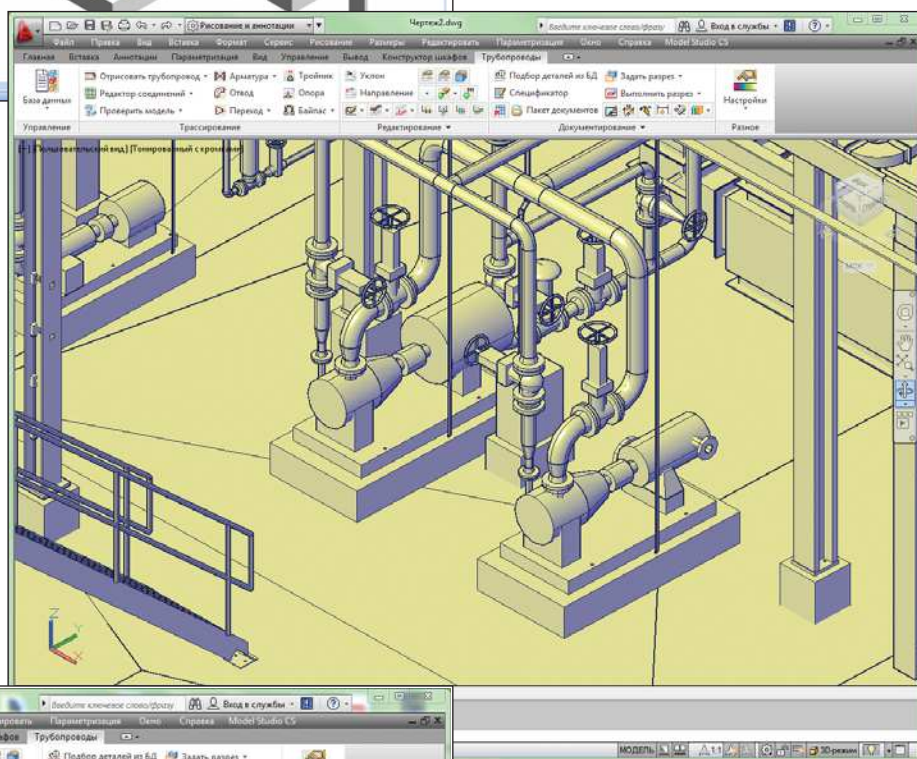 Рисование и аннотации
Чертеж2.dwg
Введите ключевое слово/фразу
Вход в службы
Файл Правка Вид Вставка Формат Сервис Рисование Размеры Редактировать Параметризация Окно Справка Model Studio CS
Главная Вставка Аннотации Параметризация Вид Управление Вывод Конструктор шкафов Трубопроводы
Отрисовать трубопровод Арматура Тройник Уклон Подбор деталей из БД Задать разрез
База данных Редактор соединений Отвод Опора Направление Спецификатор Выполнить разрез Настройки
Проверить модель Переход Байпас Пакет документов
Управление Трассирование Редактирование Документирование Разное
[–] [Пользовательский вид] [Тонированный с кромками]
Z
Y
X
Введите ключевое слово/фразу Вход в службы
Параметризация Окно Справка Model Studio CS
Трубопроводы
Подбор деталей из БД Задать разрез
МОДЕЛЬ 1:1 3D-режим